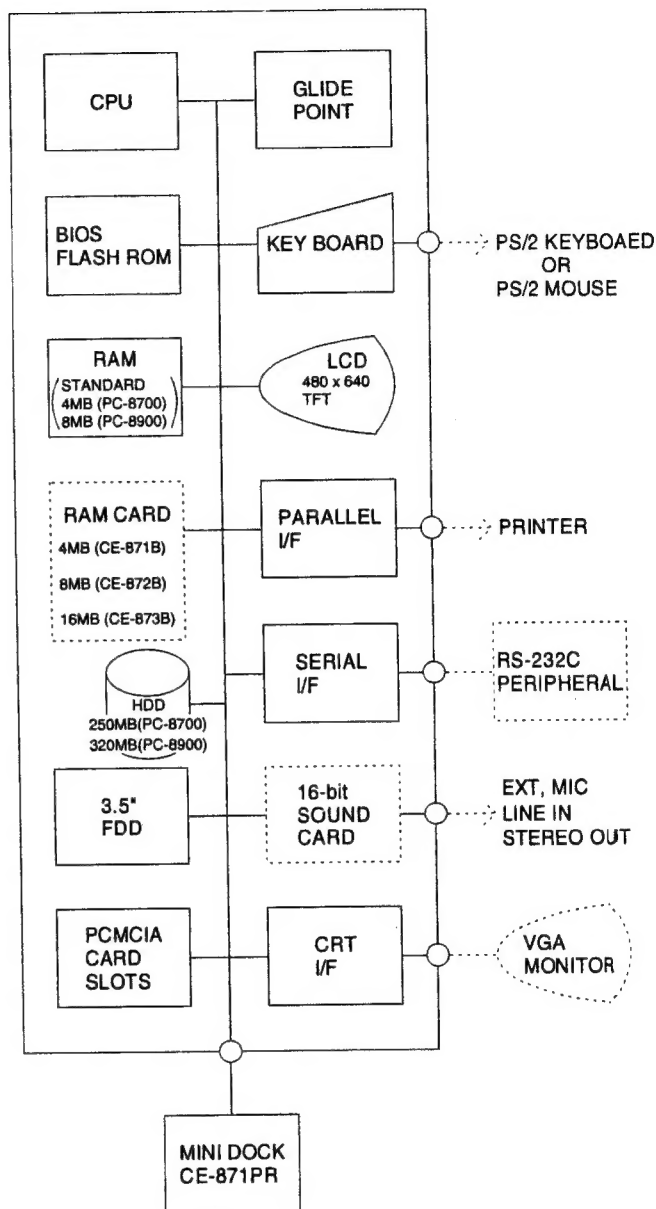 CPU
GLIDE
POINT
BIOS
FLASH ROM
KEY BOARD
PS/2 KEYBOAED
OR
PS/2 MOUSE
RAM
(STANDARD
4MB (PC-8700)
8MB (PC-8900))
LCD
480 x 640
TFT
RAM CARD
4MB (CE-871B)
8MB (CE-872B)
16MB (CE-873B)
PARALLEL
I/F
PRINTER
HDD
250MB(PC-8700)
320MB(PC-8900)
SERIAL
I/F
RS-232C
PERIPHERAL
3.5"
FDD
16-bit
SOUND
CARD
EXT, MIC
LINE IN
STEREO OUT
PCMCIA
CARD
SLOTS
CRT
I/F
VGA
MONITOR
MINI DOCK
CE-871PR